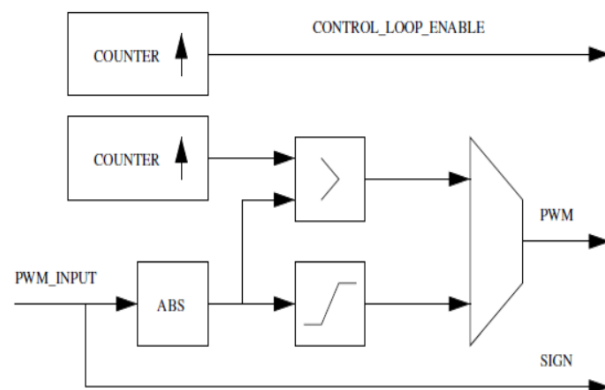 CONTROL_LOOP_ENABLE
COUNTER
COUNTER
>
PWM
PWM_INPUT
ABS
SIGN